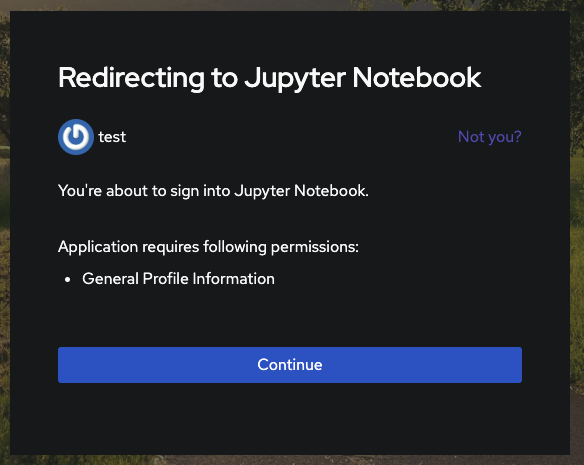 Redirecting to Jupyter Notebook
test
Not you?
You're about to sign into Jupyter Notebook.
Application requires following permissions:
• General Profile Information
Continue